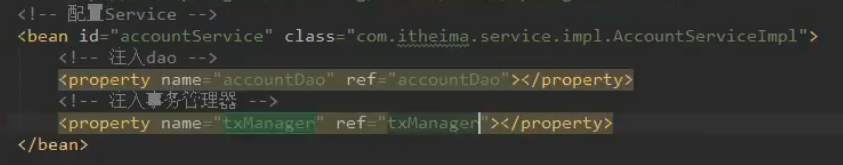 <!-- 配置Service -->
<bean id="accountService" class="com.itheima.service.impl.AccountServiceImpl">
<!-- 注入dao -->
<property name="accountDao" ref="accountDao"></property>
<!-- 注入事务管理器 -->
<property name="txManager" ref="txManager"></property>
</bean>